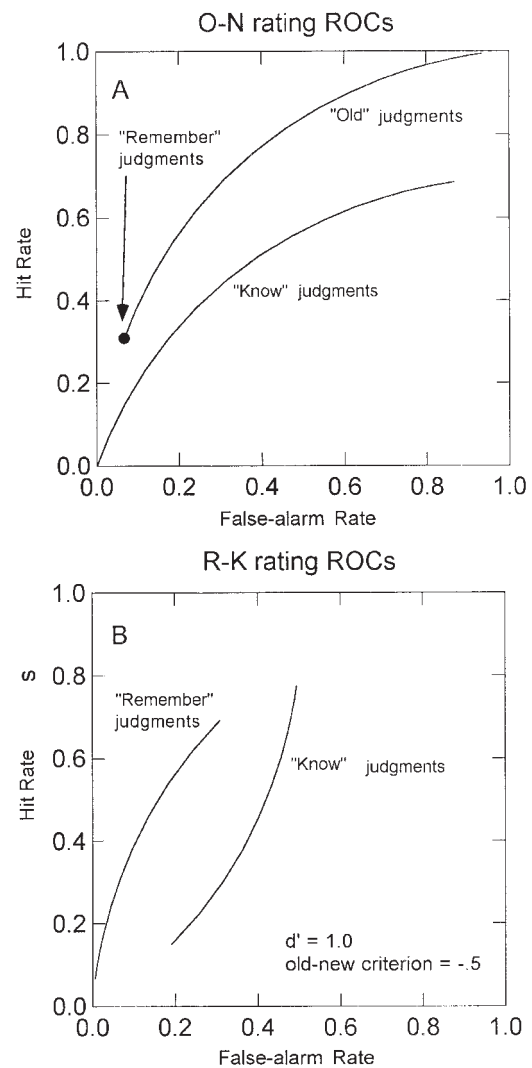 O-N rating ROCs
A
"Remember"
judgments
"Old" judgments
"Know" judgments
Hit Rate
1.0
0.8
0.6
0.4
0.2
0.0
0.0 0.2 0.4 0.6 0.8 1.0
False-alarm Rate
R-K rating ROCs
B
"Remember"
judgments
"Know" judgments
d' = 1.0
old-new criterion = -.5
Hit Rate s
1.0
0.8
0.6
0.4
0.2
0.0
0.0 0.2 0.4 0.6 0.8 1.0
False-alarm Rate